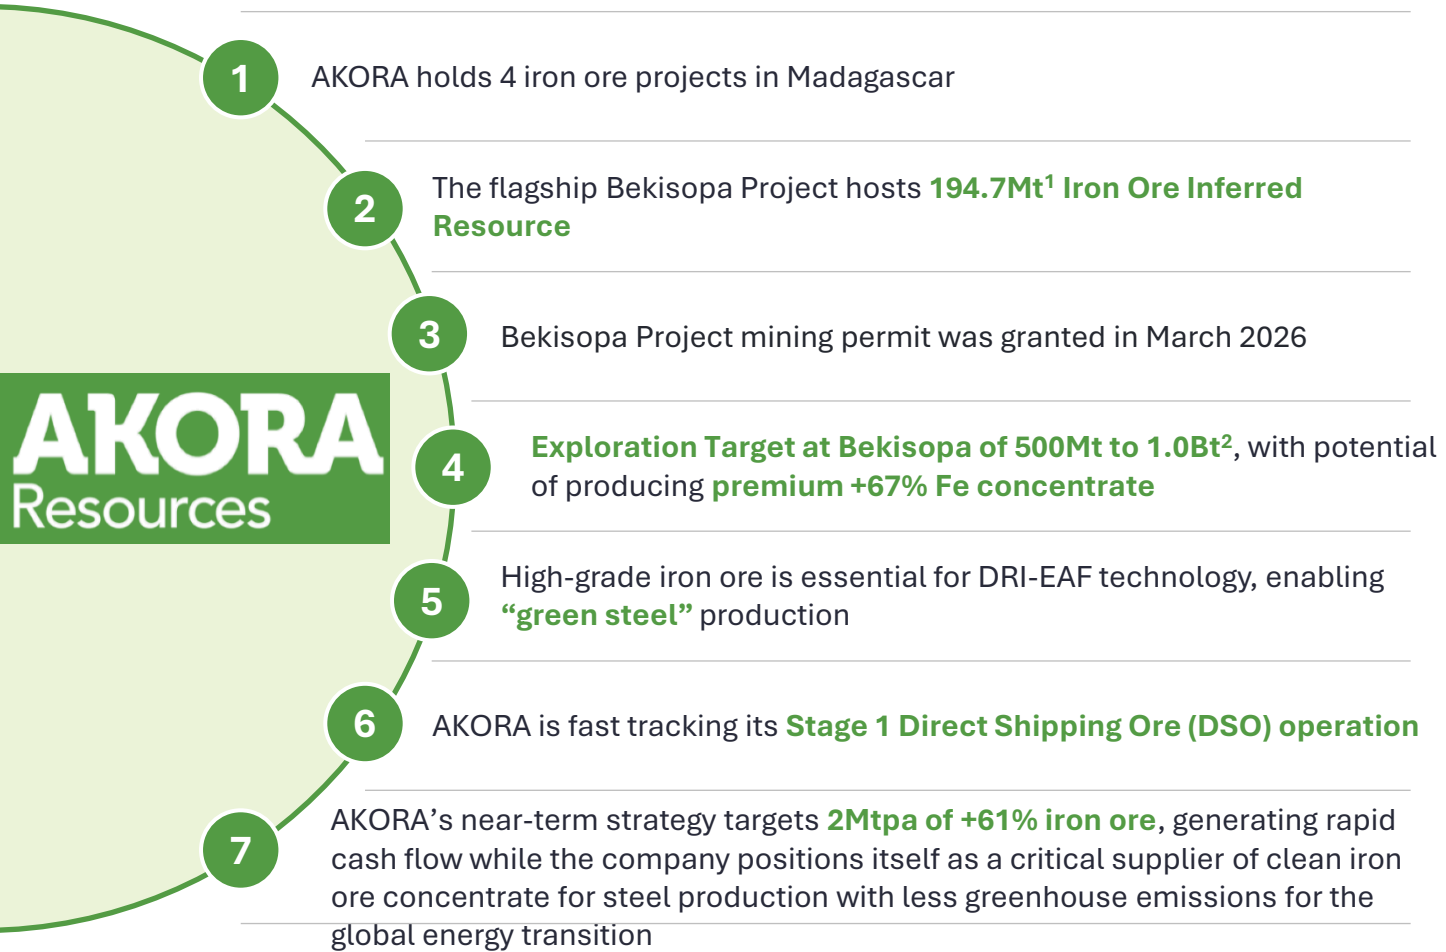 1
AKORA holds 4 iron ore projects in Madagascar
2
The flagship Bekisopa Project hosts 194.7Mt¹ Iron Ore Inferred
Resource
3
Bekisopa Project mining permit was granted in March 2026
AKORA
Resources
4
Exploration Target at Bekisopa of 500Mt to 1.0Bt², with potential
of producing premium +67% Fe concentrate
5
High-grade iron ore is essential for DRI-EAF technology, enabling
“green steel” production
6
AKORA is fast tracking its Stage 1 Direct Shipping Ore (DSO) operation
7
AKORA’s near-term strategy targets 2Mtpa of +61% iron ore, generating rapid
cash flow while the company positions itself as a critical supplier of clean iron
ore concentrate for steel production with less greenhouse emissions for the
global energy transition